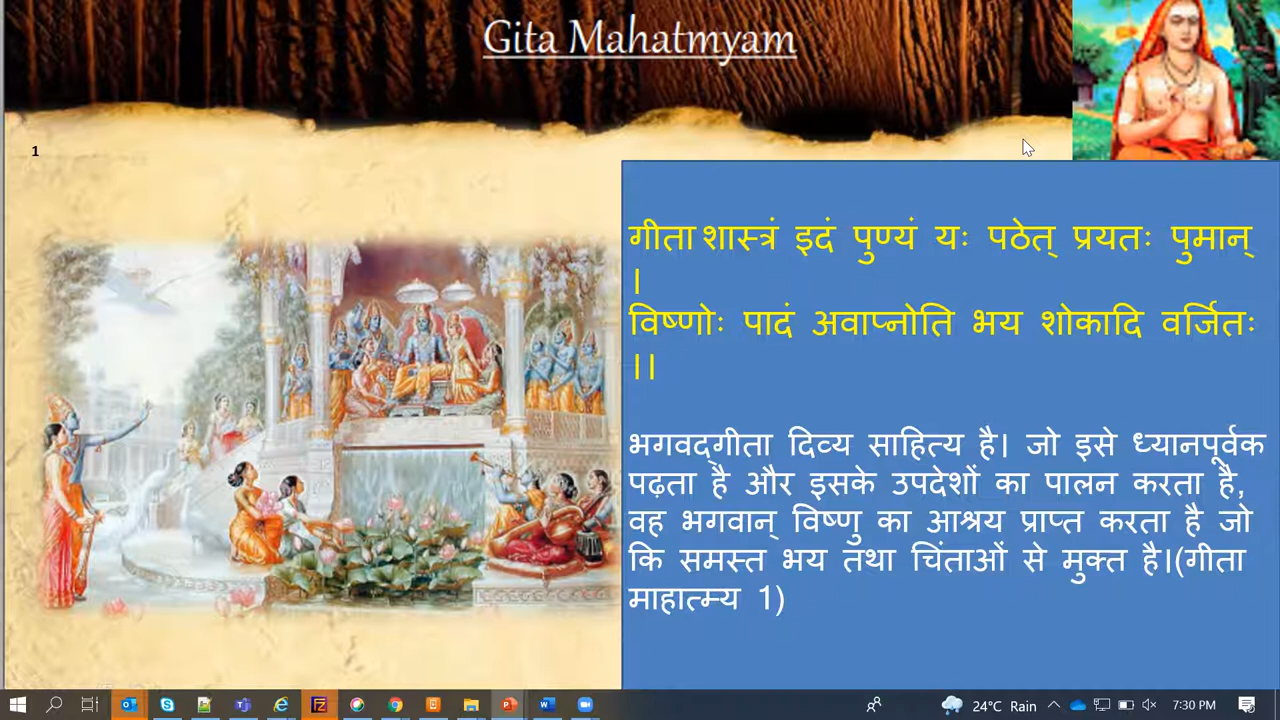 Gita Mahatmyam
1
गीता शास्त्रं इदं पुण्यं यः पठेत् प्रयतः पुमान्
।
विष्णोः पादं अवाप्नोति भय शोकादि वर्जितः
।।
भगवद्गीता दिव्य साहित्य है। जो इसे ध्यानपूर्वक
पढ़ता है और इसके उपदेशों का पालन करता है,
वह भगवान् विष्णु का आश्रय प्राप्त करता है जो
कि समस्त भय तथा चिंताओं से मुक्त है।(गीता
माहात्म्य 1)
24°C Rain
7:30 PM